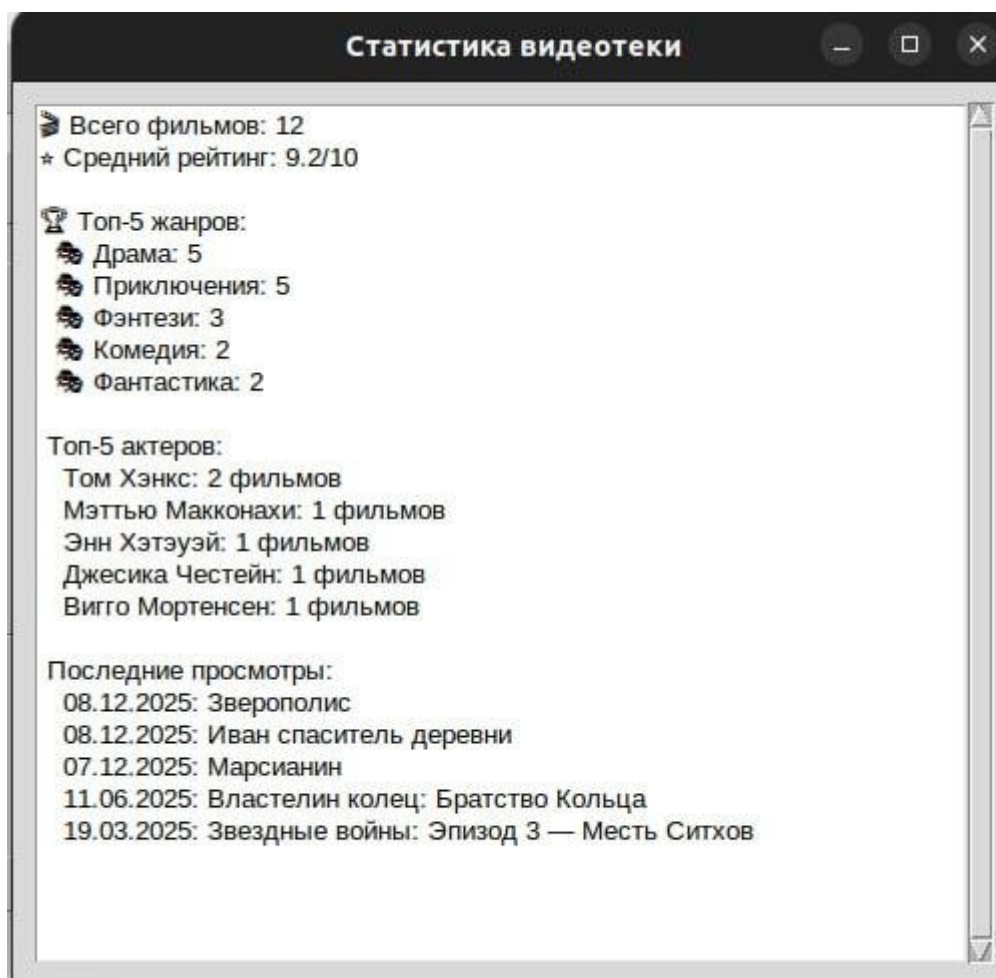 Статистика видеотеки
🎬 Всего фильмов: 12
⭐ Средний рейтинг: 9.2/10
🏆 Топ-5 жанров:
🎭 Драма: 5
🎭 Приключения: 5
🎭 Фэнтези: 3
🎭 Комедия: 2
🎭 Фантастика: 2
Топ-5 актеров:
Том Хэнкс: 2 фильмов
Мэттью Макконахи: 1 фильмов
Энн Хэтэуэй: 1 фильмов
Джесика Честейн: 1 фильмов
Вигго Мортенсен: 1 фильмов
Последние просмотры:
08.12.2025: Зверополис
08.12.2025: Иван спаситель деревни
07.12.2025: Марсианин
11.06.2025: Властелин колец: Братство Кольца
19.03.2025: Звездные войны: Эпизод 3 — Месть Ситхов